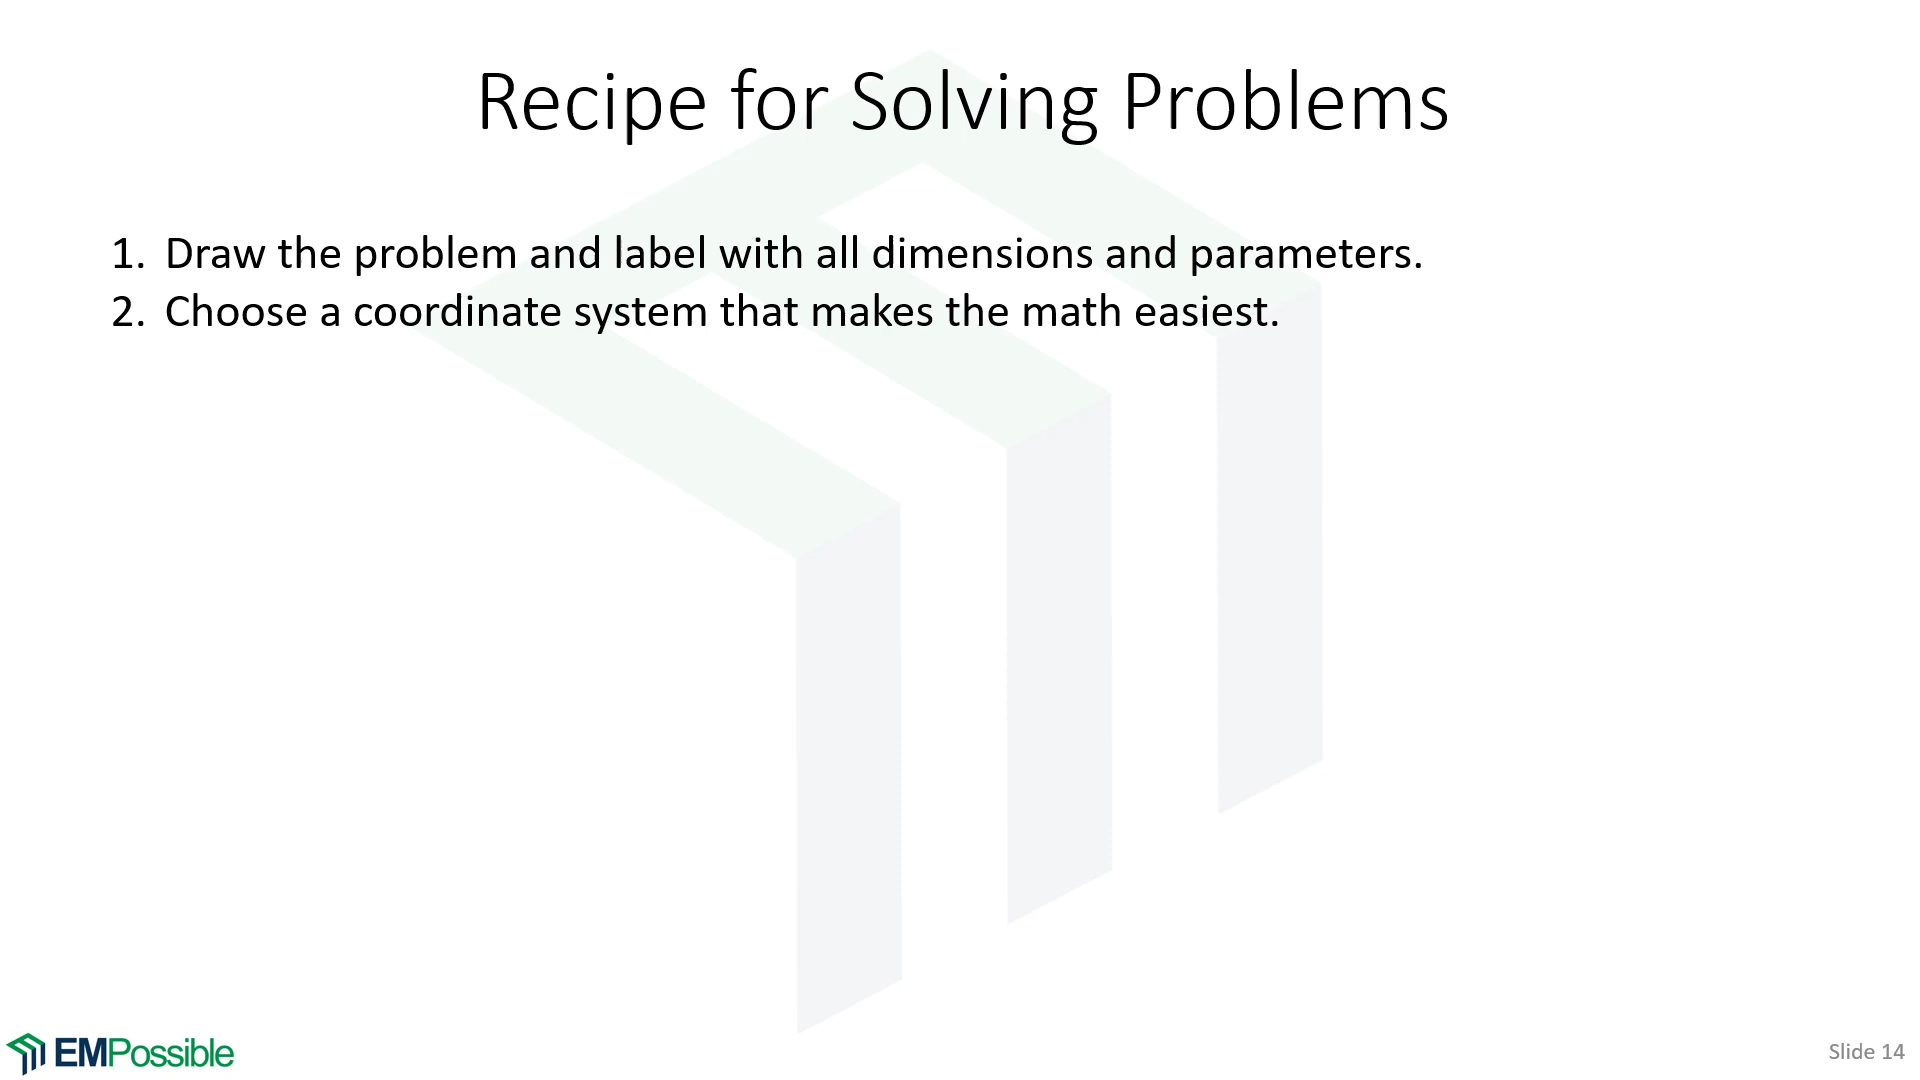 Recipe for Solving Problems
1. Draw the problem and label with all dimensions and parameters.
2. Choose a coordinate system that makes the math easiest.
EMPossible
Slide 14